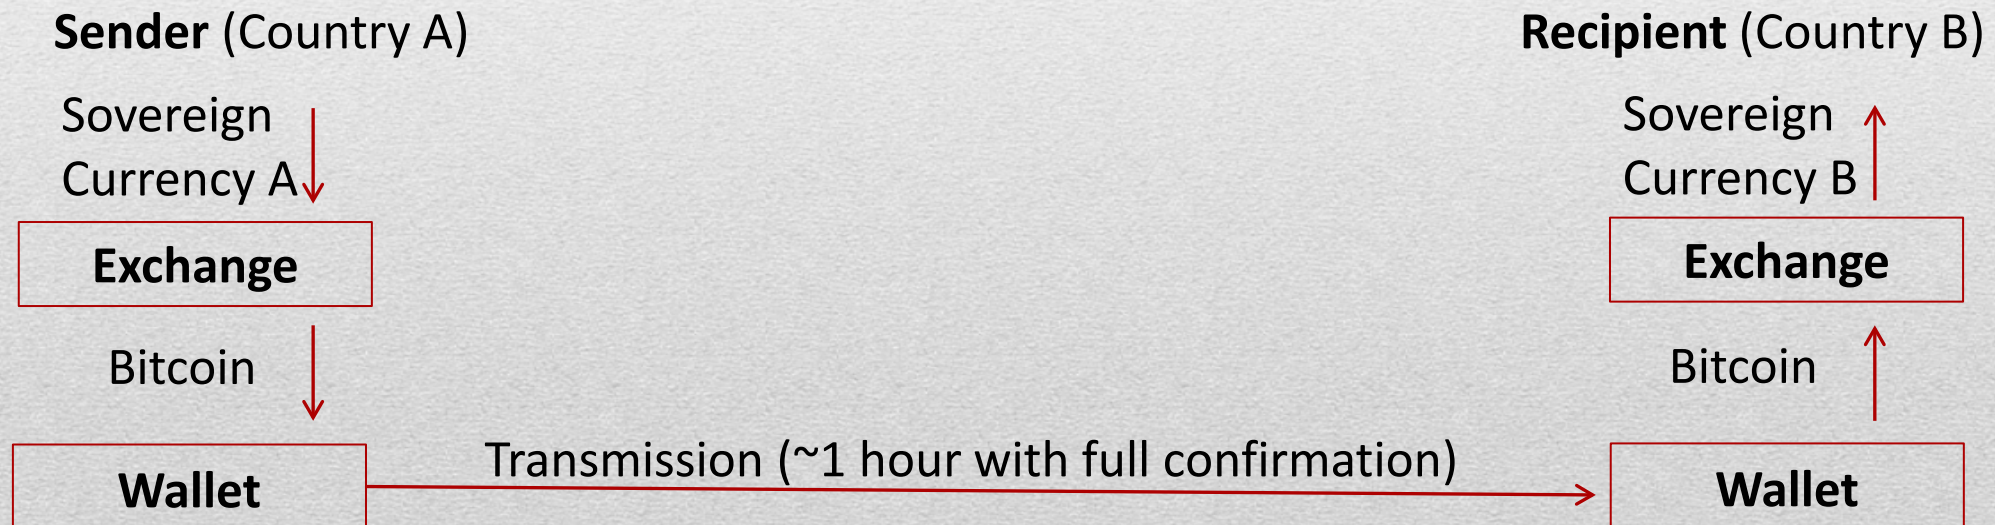 Sender (Country A)
Sovereign
Currency A
Exchange
Bitcoin
Wallet
Transmission (~1 hour with full confirmation)
Recipient (Country B)
Sovereign
Currency B
Exchange
Bitcoin
Wallet